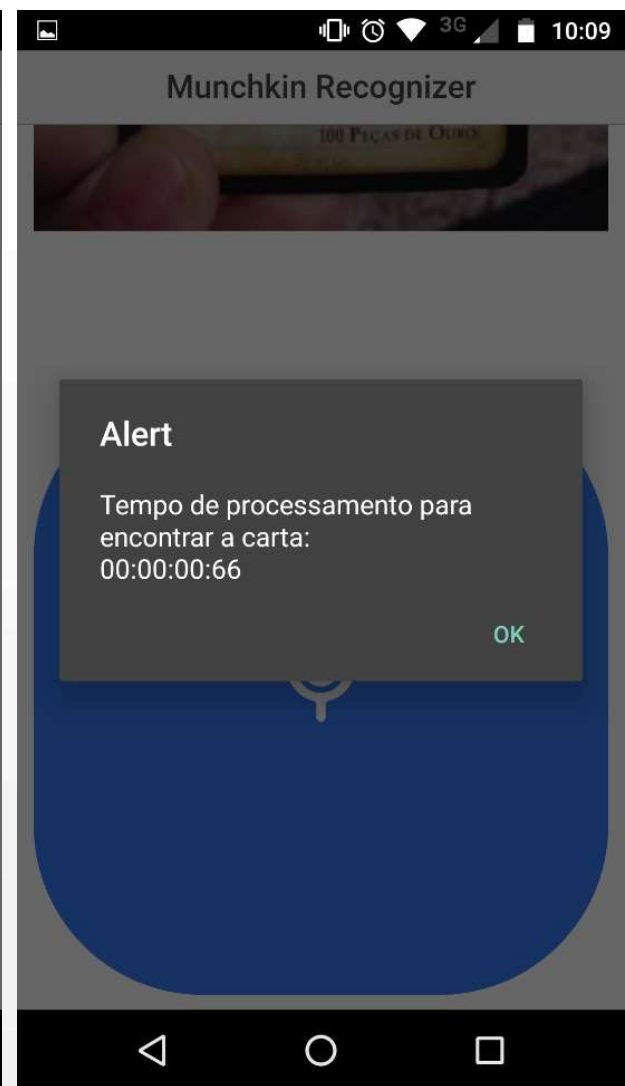 3G 10:09
Munchkin Recognizer
100 PEÇAS DE OURO
Alert
Tempo de processamento para
encontrar a carta:
00:00:00:66
OK